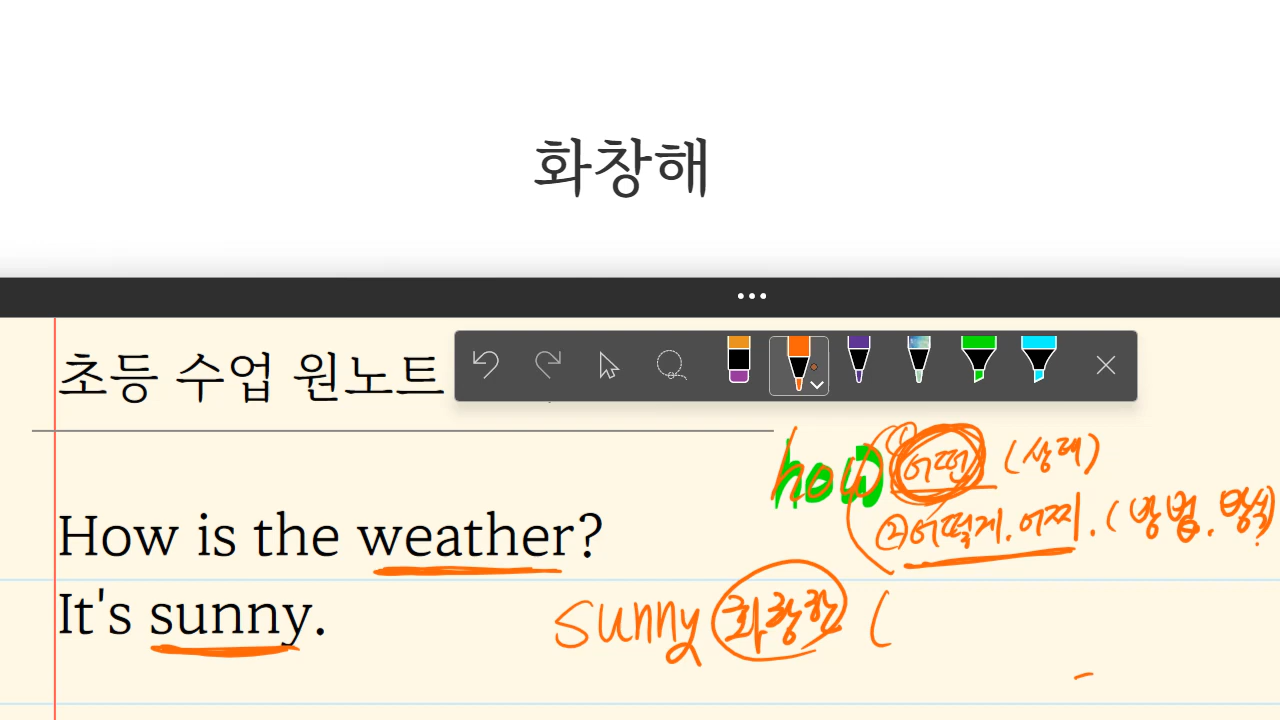 화창해
초등 수업 원노트
how 어떤 (상태)
②어떻게.어찌.(방법.방식)
How is the weather?
It's sunny.
sunny 화창한 (